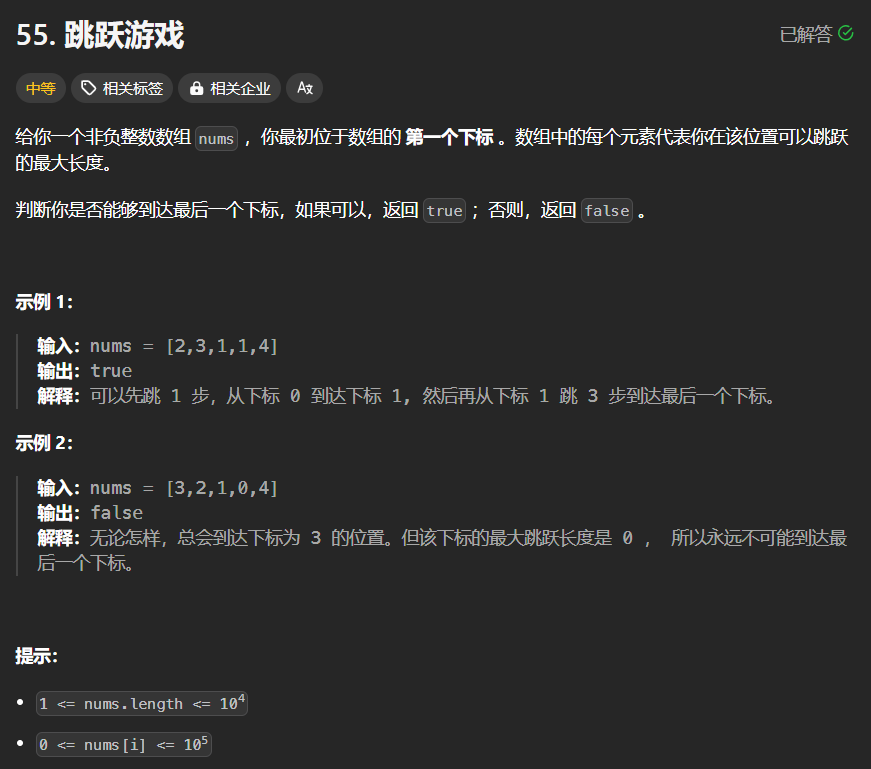 55. 跳跃游戏
已解答
中等 相关标签 相关企业
给你一个非负整数数组 nums ，你最初位于数组的 第一个下标 。数组中的每个元素代表你在该位置可以跳跃
的最大长度。
判断你是否能够到达最后一个下标，如果可以，返回 true ；否则，返回 false 。
示例 1：
输入：nums = [2,3,1,1,4]
输出：true
解释：可以先跳 1 步，从下标 0 到达下标 1, 然后再从下标 1 跳 3 步到达最后一个下标。
示例 2：
输入：nums = [3,2,1,0,4]
输出：false
解释：无论怎样，总会到达下标为 3 的位置。但该下标的最大跳跃长度是 0 ， 所以永远不可能到达最
后一个下标。
提示：
• 1 <= nums.length <= 10⁴
• 0 <= nums[i] <= 10⁵